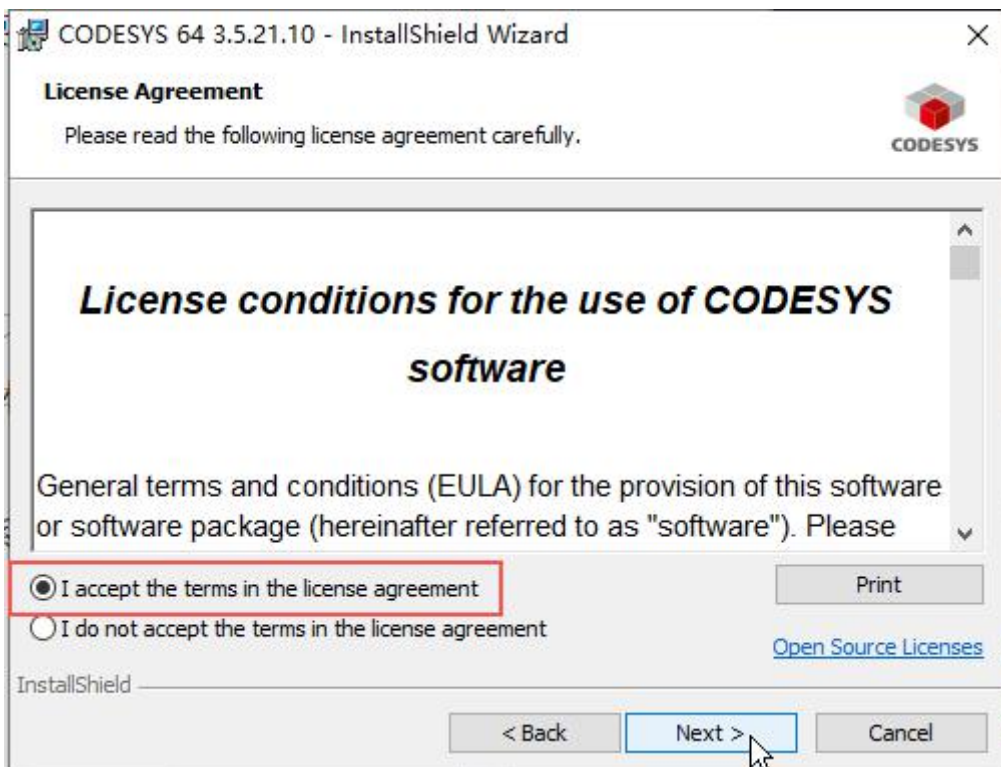 CODESYS 64 3.5.21.10 - InstallShield Wizard
License Agreement
Please read the following license agreement carefully.
CODESYS
License conditions for the use of CODESYS
software
General terms and conditions (EULA) for the provision of this software
or software package (hereinafter referred to as "software"). Please
I accept the terms in the license agreement
Print
I do not accept the terms in the license agreement
Open Source Licenses
InstallShield
< Back
Next >
Cancel